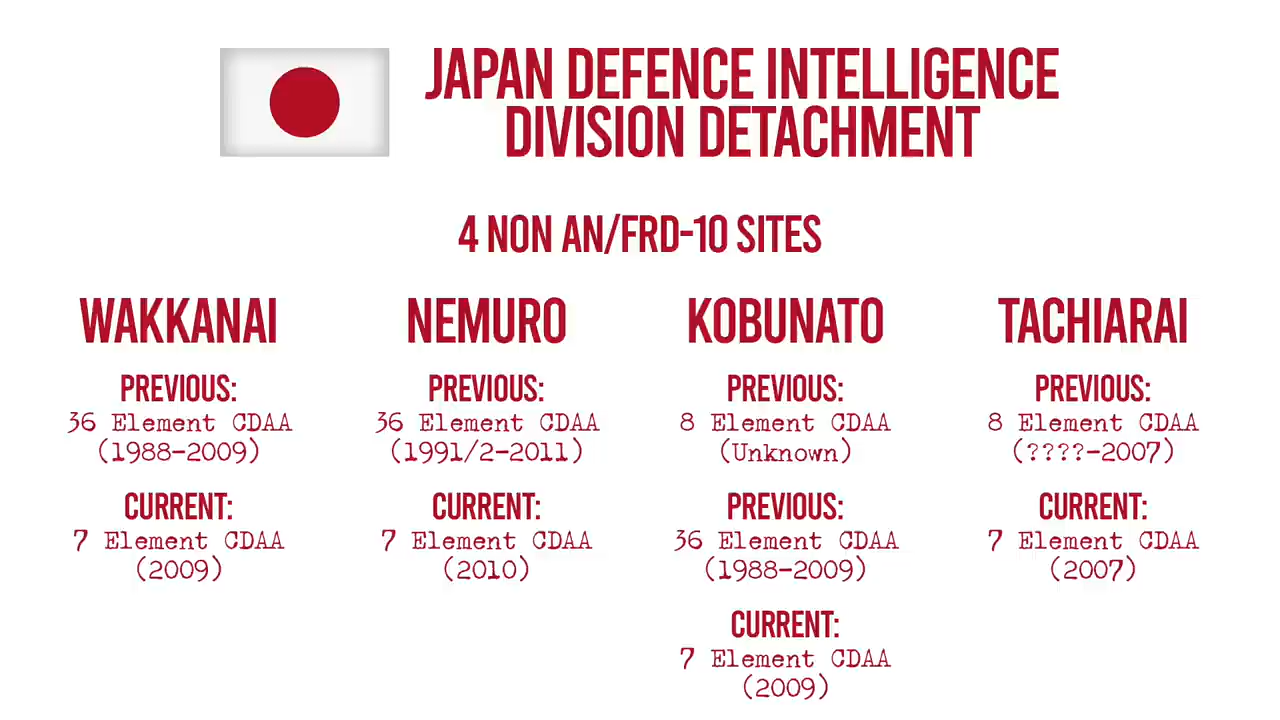 JAPAN DEFENCE INTELLIGENCE
DIVISION DETACHMENT
4 NON AN/FRD-10 SITES
WAKKANAI
PREVIOUS:
36 Element CDAA
(1988-2009)
CURRENT:
7 Element CDAA
(2009)
NEMURO
PREVIOUS:
36 Element CDAA
(1991/2-2011)
CURRENT:
7 Element CDAA
(2010)
KOBUNATO
PREVIOUS:
8 Element CDAA
(Unknown)
PREVIOUS:
36 Element CDAA
(1988-2009)
CURRENT:
7 Element CDAA
(2009)
TACHIARAI
PREVIOUS:
8 Element CDAA
(????-2007)
CURRENT:
7 Element CDAA
(2007)